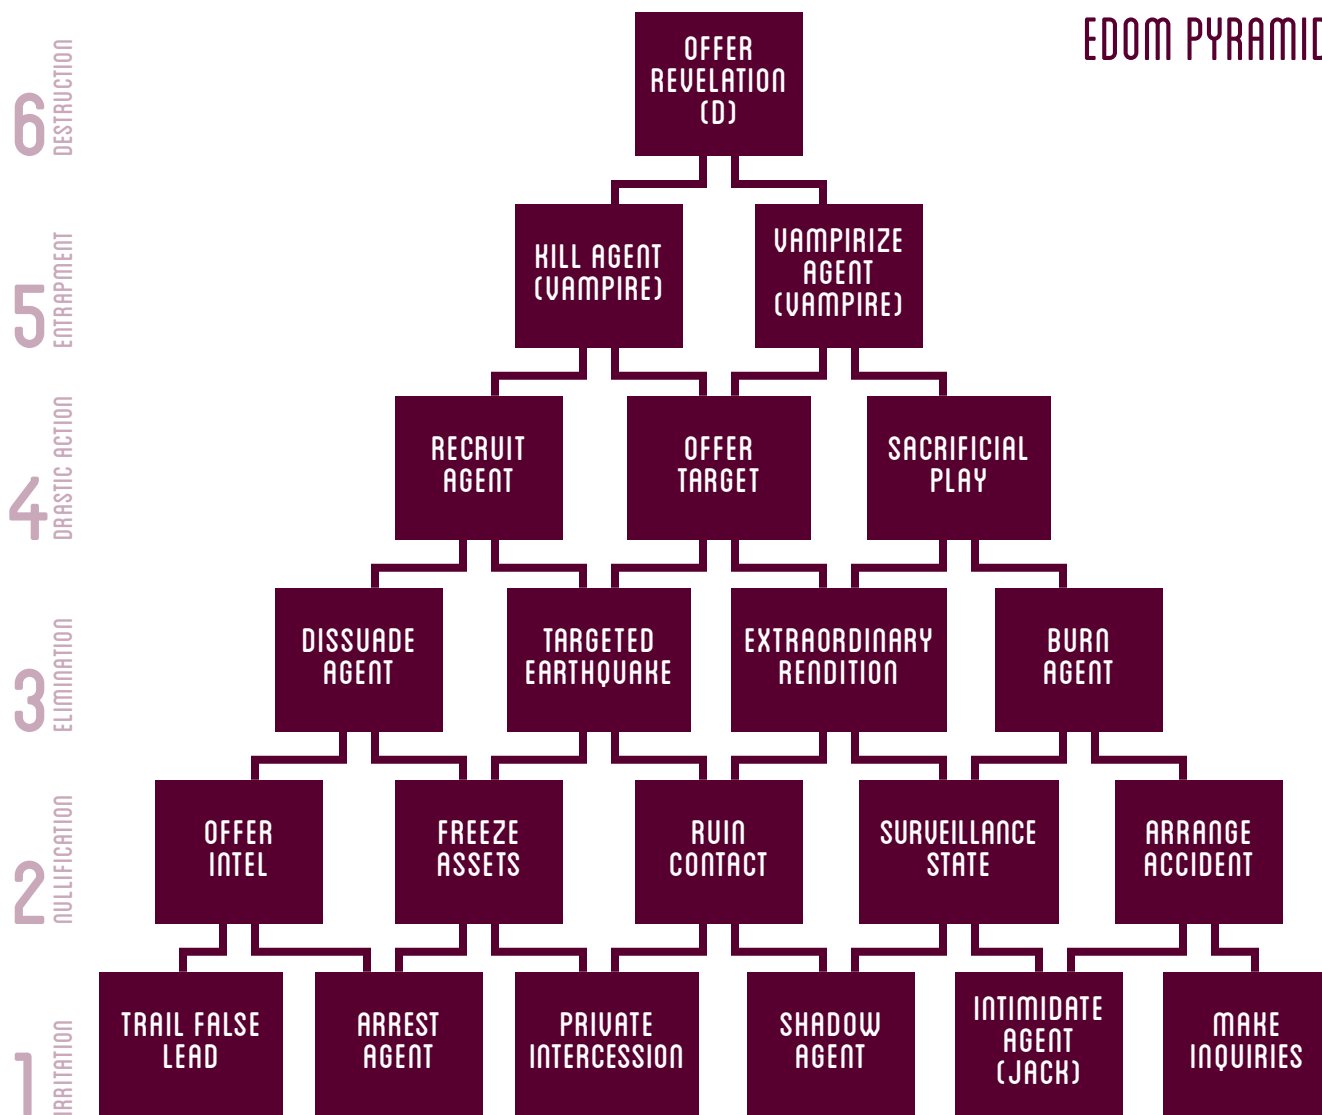 EDOM PYRAMID
6 DESTRUCTION
OFFER
REVELATION
(D)
5 ENTRAPMENT
KILL AGENT
(VAMPIRE)
VAMPIRIZE
AGENT
(VAMPIRE)
4 DRASTIC ACTION
RECRUIT
AGENT
OFFER
TARGET
SACRIFICIAL
PLAY
3 ELIMINATION
DISSUADE
AGENT
TARGETED
EARTHQUAKE
EXTRAORDINARY
RENDITION
BURN
AGENT
2 NULLIFICATION
OFFER
INTEL
FREEZE
ASSETS
RUIN
CONTACT
SURVEILLANCE
STATE
ARRANGE
ACCIDENT
1 IRRITATION
TRAIL FALSE
LEAD
ARREST
AGENT
PRIVATE
INTERCESSION
SHADOW
AGENT
INTIMIDATE
AGENT
(JACK)
MAKE
INQUIRIES